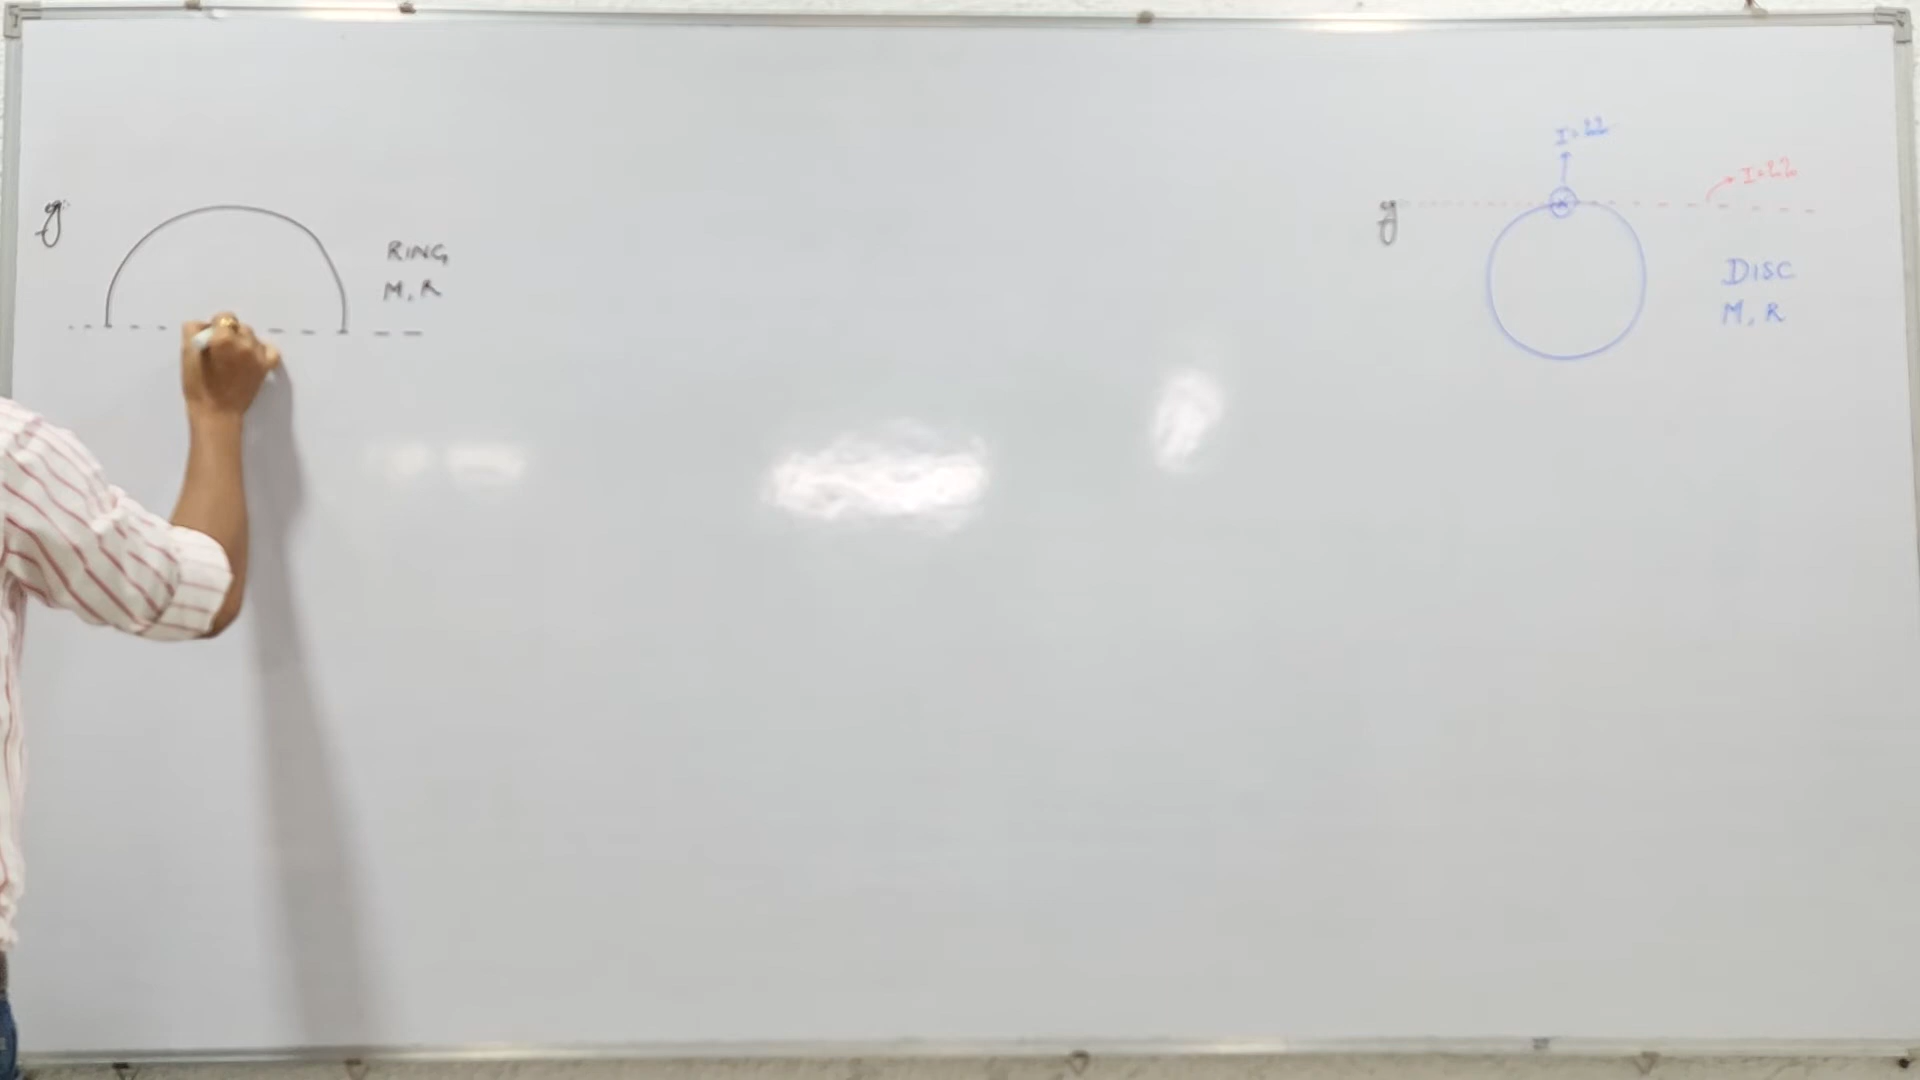 RING
M, R
I=??
I=??
DISC
M, R